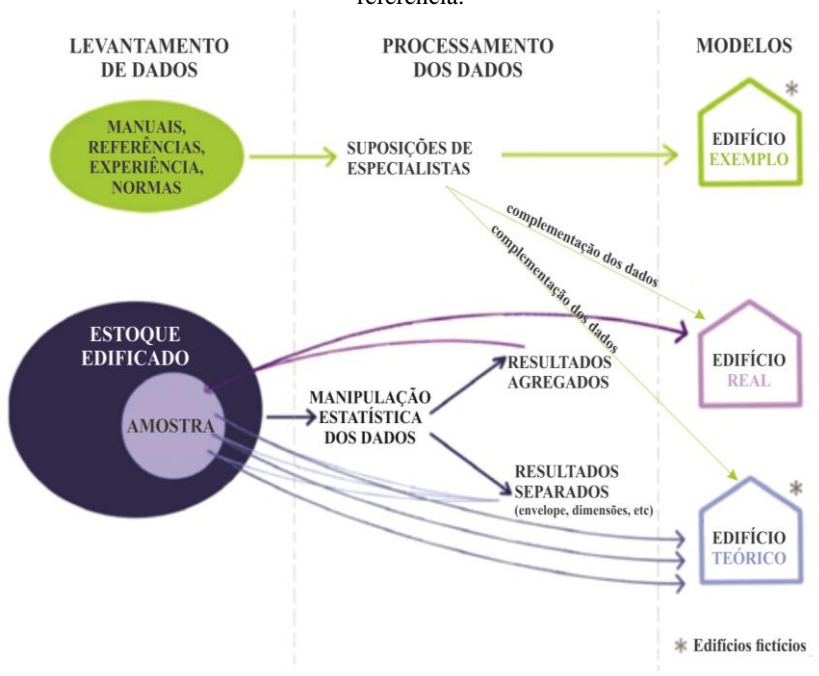 referência.
LEVANTAMENTO
DE DADOS
PROCESSAMENTO
DOS DADOS
MODELOS
MANUAIS,
REFERÊNCIAS,
EXPERIÊNCIA,
NORMAS
SUPOSIÇÕES DE
ESPECIALISTAS
*
EDIFÍCIO
EXEMPLO
complementação dos dados
complementação dos dados
ESTOQUE
EDIFICADO
AMOSTRA
MANIPULAÇÃO
ESTATÍSTICA
DOS DADOS
RESULTADOS
AGREGADOS
EDIFÍCIO
REAL
RESULTADOS
SEPARADOS
(envelope, dimensões, etc)
*
EDIFÍCIO
TEÓRICO
* Edifícios fictícios